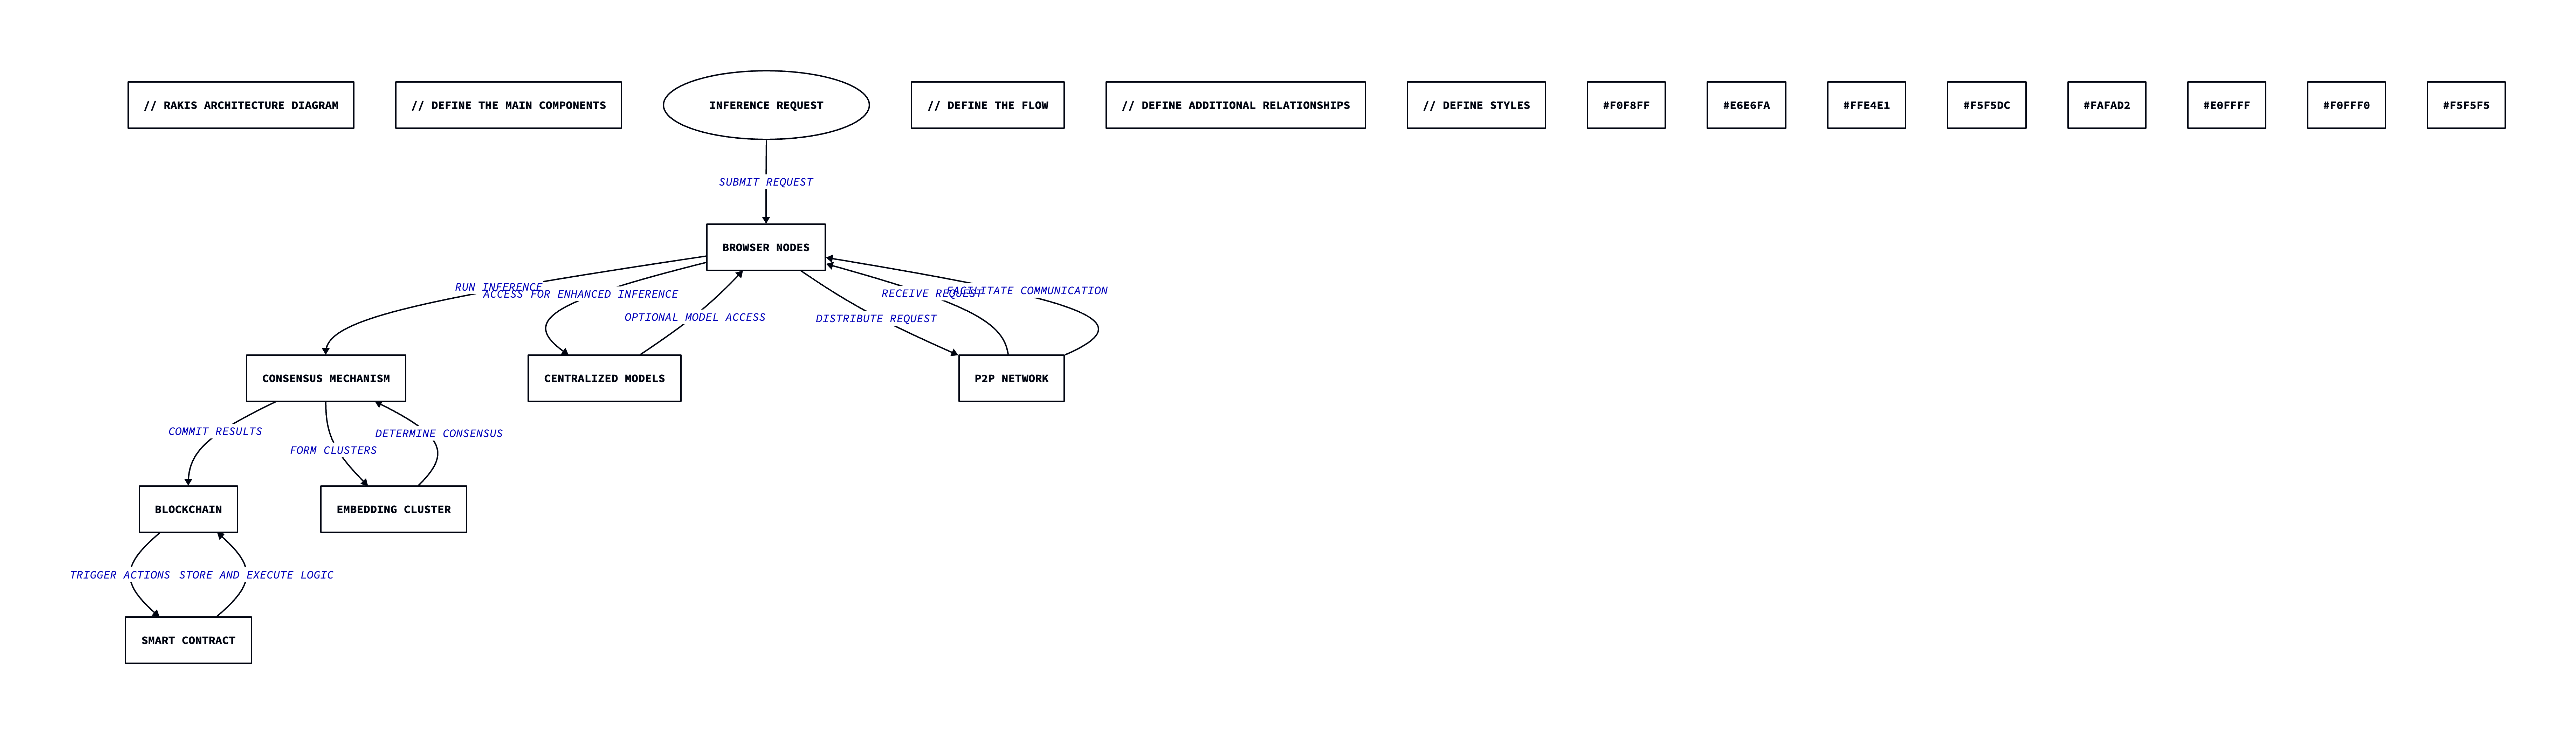 // RAKIS ARCHITECTURE DIAGRAM
// DEFINE THE MAIN COMPONENTS
INFERENCE REQUEST
// DEFINE THE FLOW
// DEFINE ADDITIONAL RELATIONSHIPS
// DEFINE STYLES
#F0F8FF
#E6E6FA
#FFE4E1
#F5F5DC
#FAFAD2
#E0FFFF
#F0FFF0
#F5F5F5
SUBMIT REQUEST
BROWSER NODES
RUN INFERENCE
ACCESS FOR ENHANCED INFERENCE
RECEIVE REQUEST
FACILITATE COMMUNICATION
OPTIONAL MODEL ACCESS
DISTRIBUTE REQUEST
CONSENSUS MECHANISM
CENTRALIZED MODELS
P2P NETWORK
COMMIT RESULTS
DETERMINE CONSENSUS
FORM CLUSTERS
BLOCKCHAIN
EMBEDDING CLUSTER
TRIGGER ACTIONS
STORE AND EXECUTE LOGIC
SMART CONTRACT